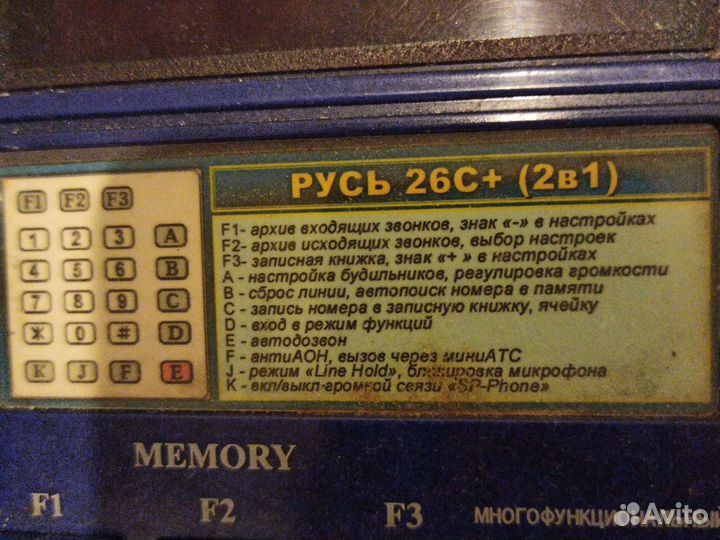 РУСЬ 26С+ (2в1)
F1 F2 F3
1 2 3 A
4 5 6 B
7 8 9 C
Ж 0 # D
K J F E
F1- архив входящих звонков, знак «-» в настройках
F2- архив исходящих звонков, выбор настроек
F3- записная книжка, знак «+ » в настройках
A - настройка будильников, регулировка громкости
B - сброс линии, автопоиск номера в памяти
C - запись номера в записную книжку, ячейку
D - вход в режим функций
E - автодозвон
F - антиАОН, вызов через миниАТС
J - режим «Line Hold», блокировка микрофона
K - вкл/выкл громкой связи «SP-Phone»
MEMORY
F1 F2 F3
Avito